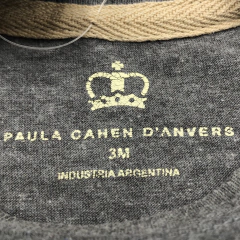 PAULA CAHEN D'ANVERS
3M
INDUSTRIA ARGENTINA